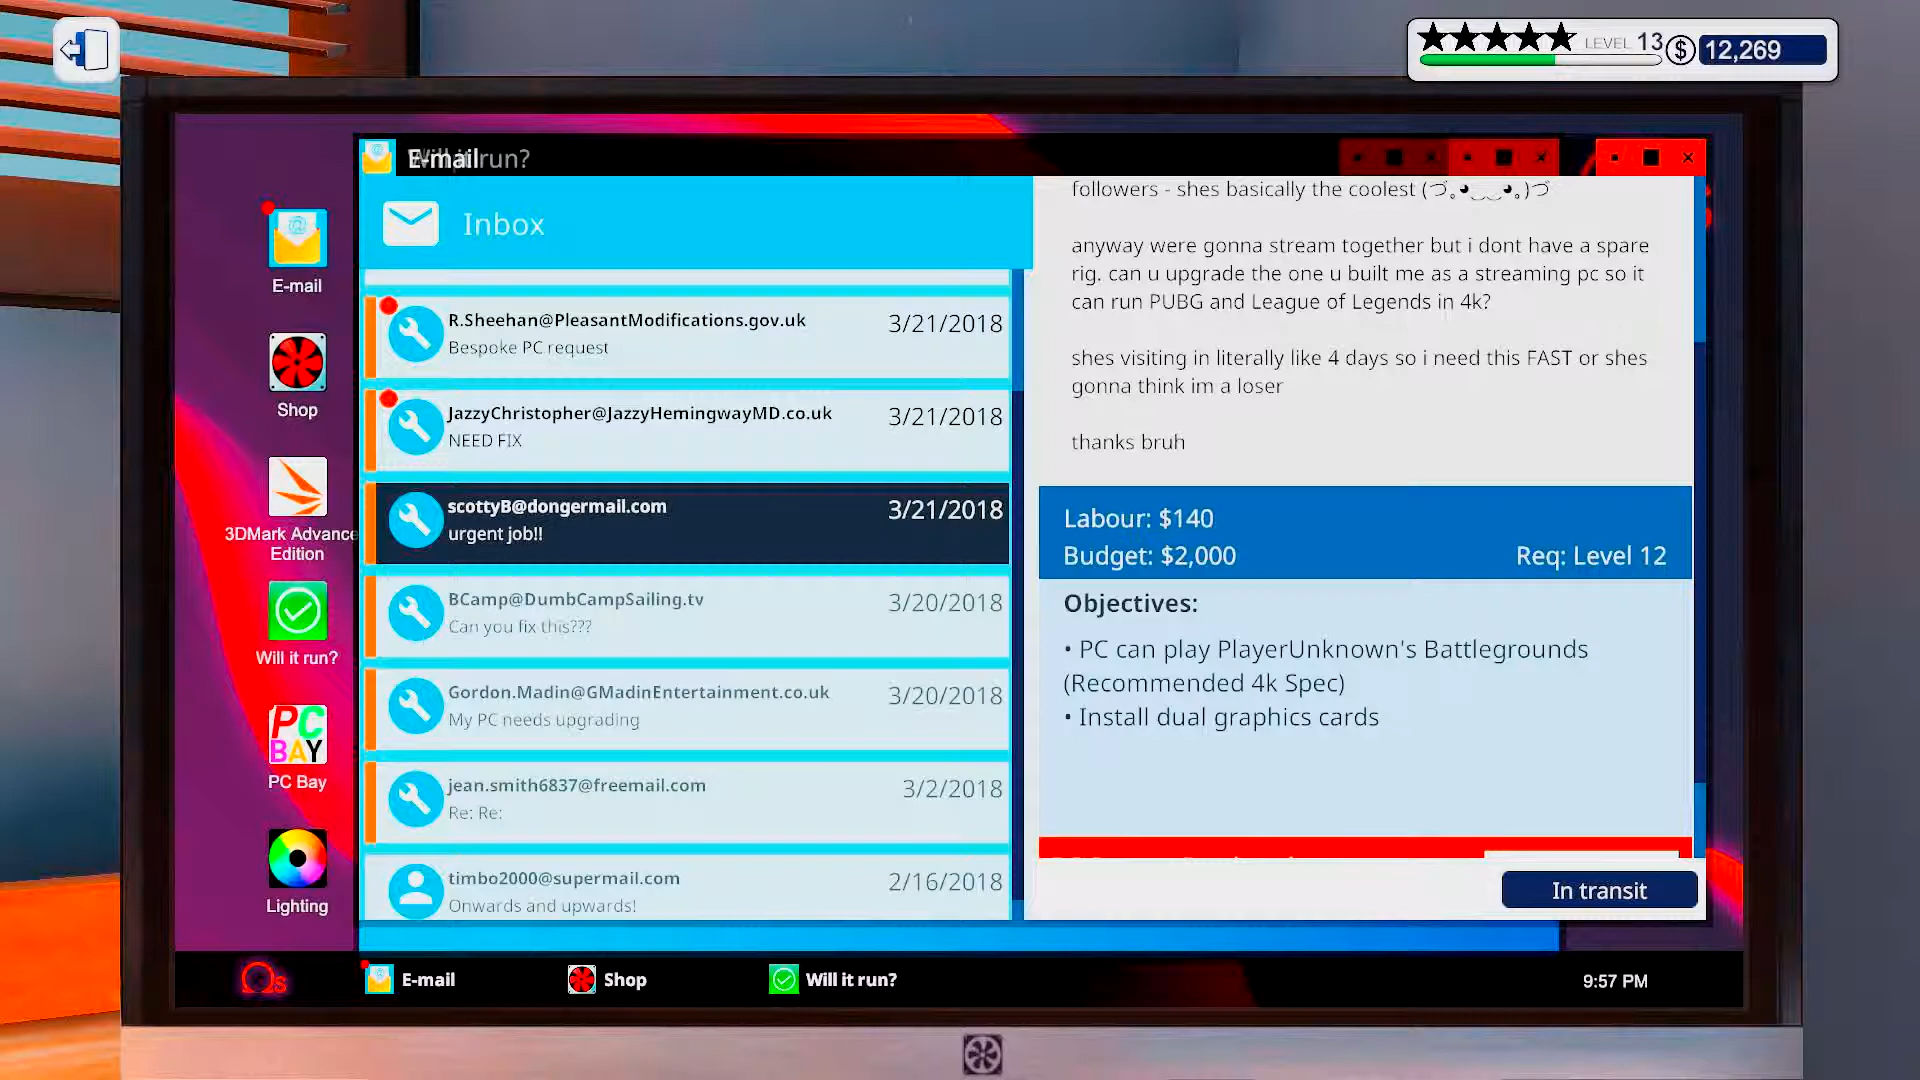 LEVEL 13
$ 12,269
E-mail
Will it run?
Inbox
E-mail
Shop
3DMark Advance
Edition
Will it run?
PC
BAY
PC Bay
Lighting
R.Sheehan@PleasantModifications.gov.uk
3/21/2018
Bespoke PC request
JazzyChristopher@JazzyHemingwayMD.co.uk
3/21/2018
NEED FIX
scottyB@dongermail.com
3/21/2018
urgent job!!
BCamp@DumbCampSailing.tv
3/20/2018
Can you fix this???
Gordon.Madin@GMadinEntertainment.co.uk
3/20/2018
My PC needs upgrading
jean.smith6837@freemail.com
3/2/2018
Re: Re:
timbo2000@supermail.com
2/16/2018
Onwards and upwards!
followers - shes basically the coolest (づ｡◕‿‿◕｡)づ
anyway were gonna stream together but i dont have a spare
rig. can u upgrade the one u built me as a streaming pc so it
can run PUBG and League of Legends in 4k?
shes visiting in literally like 4 days so i need this FAST or shes
gonna think im a loser
thanks bruh
Labour: $140
Budget: $2,000
Req: Level 12
Objectives:
• PC can play PlayerUnknown's Battlegrounds
(Recommended 4k Spec)
• Install dual graphics cards
In transit
Ωs
E-mail
Shop
Will it run?
9:57 PM